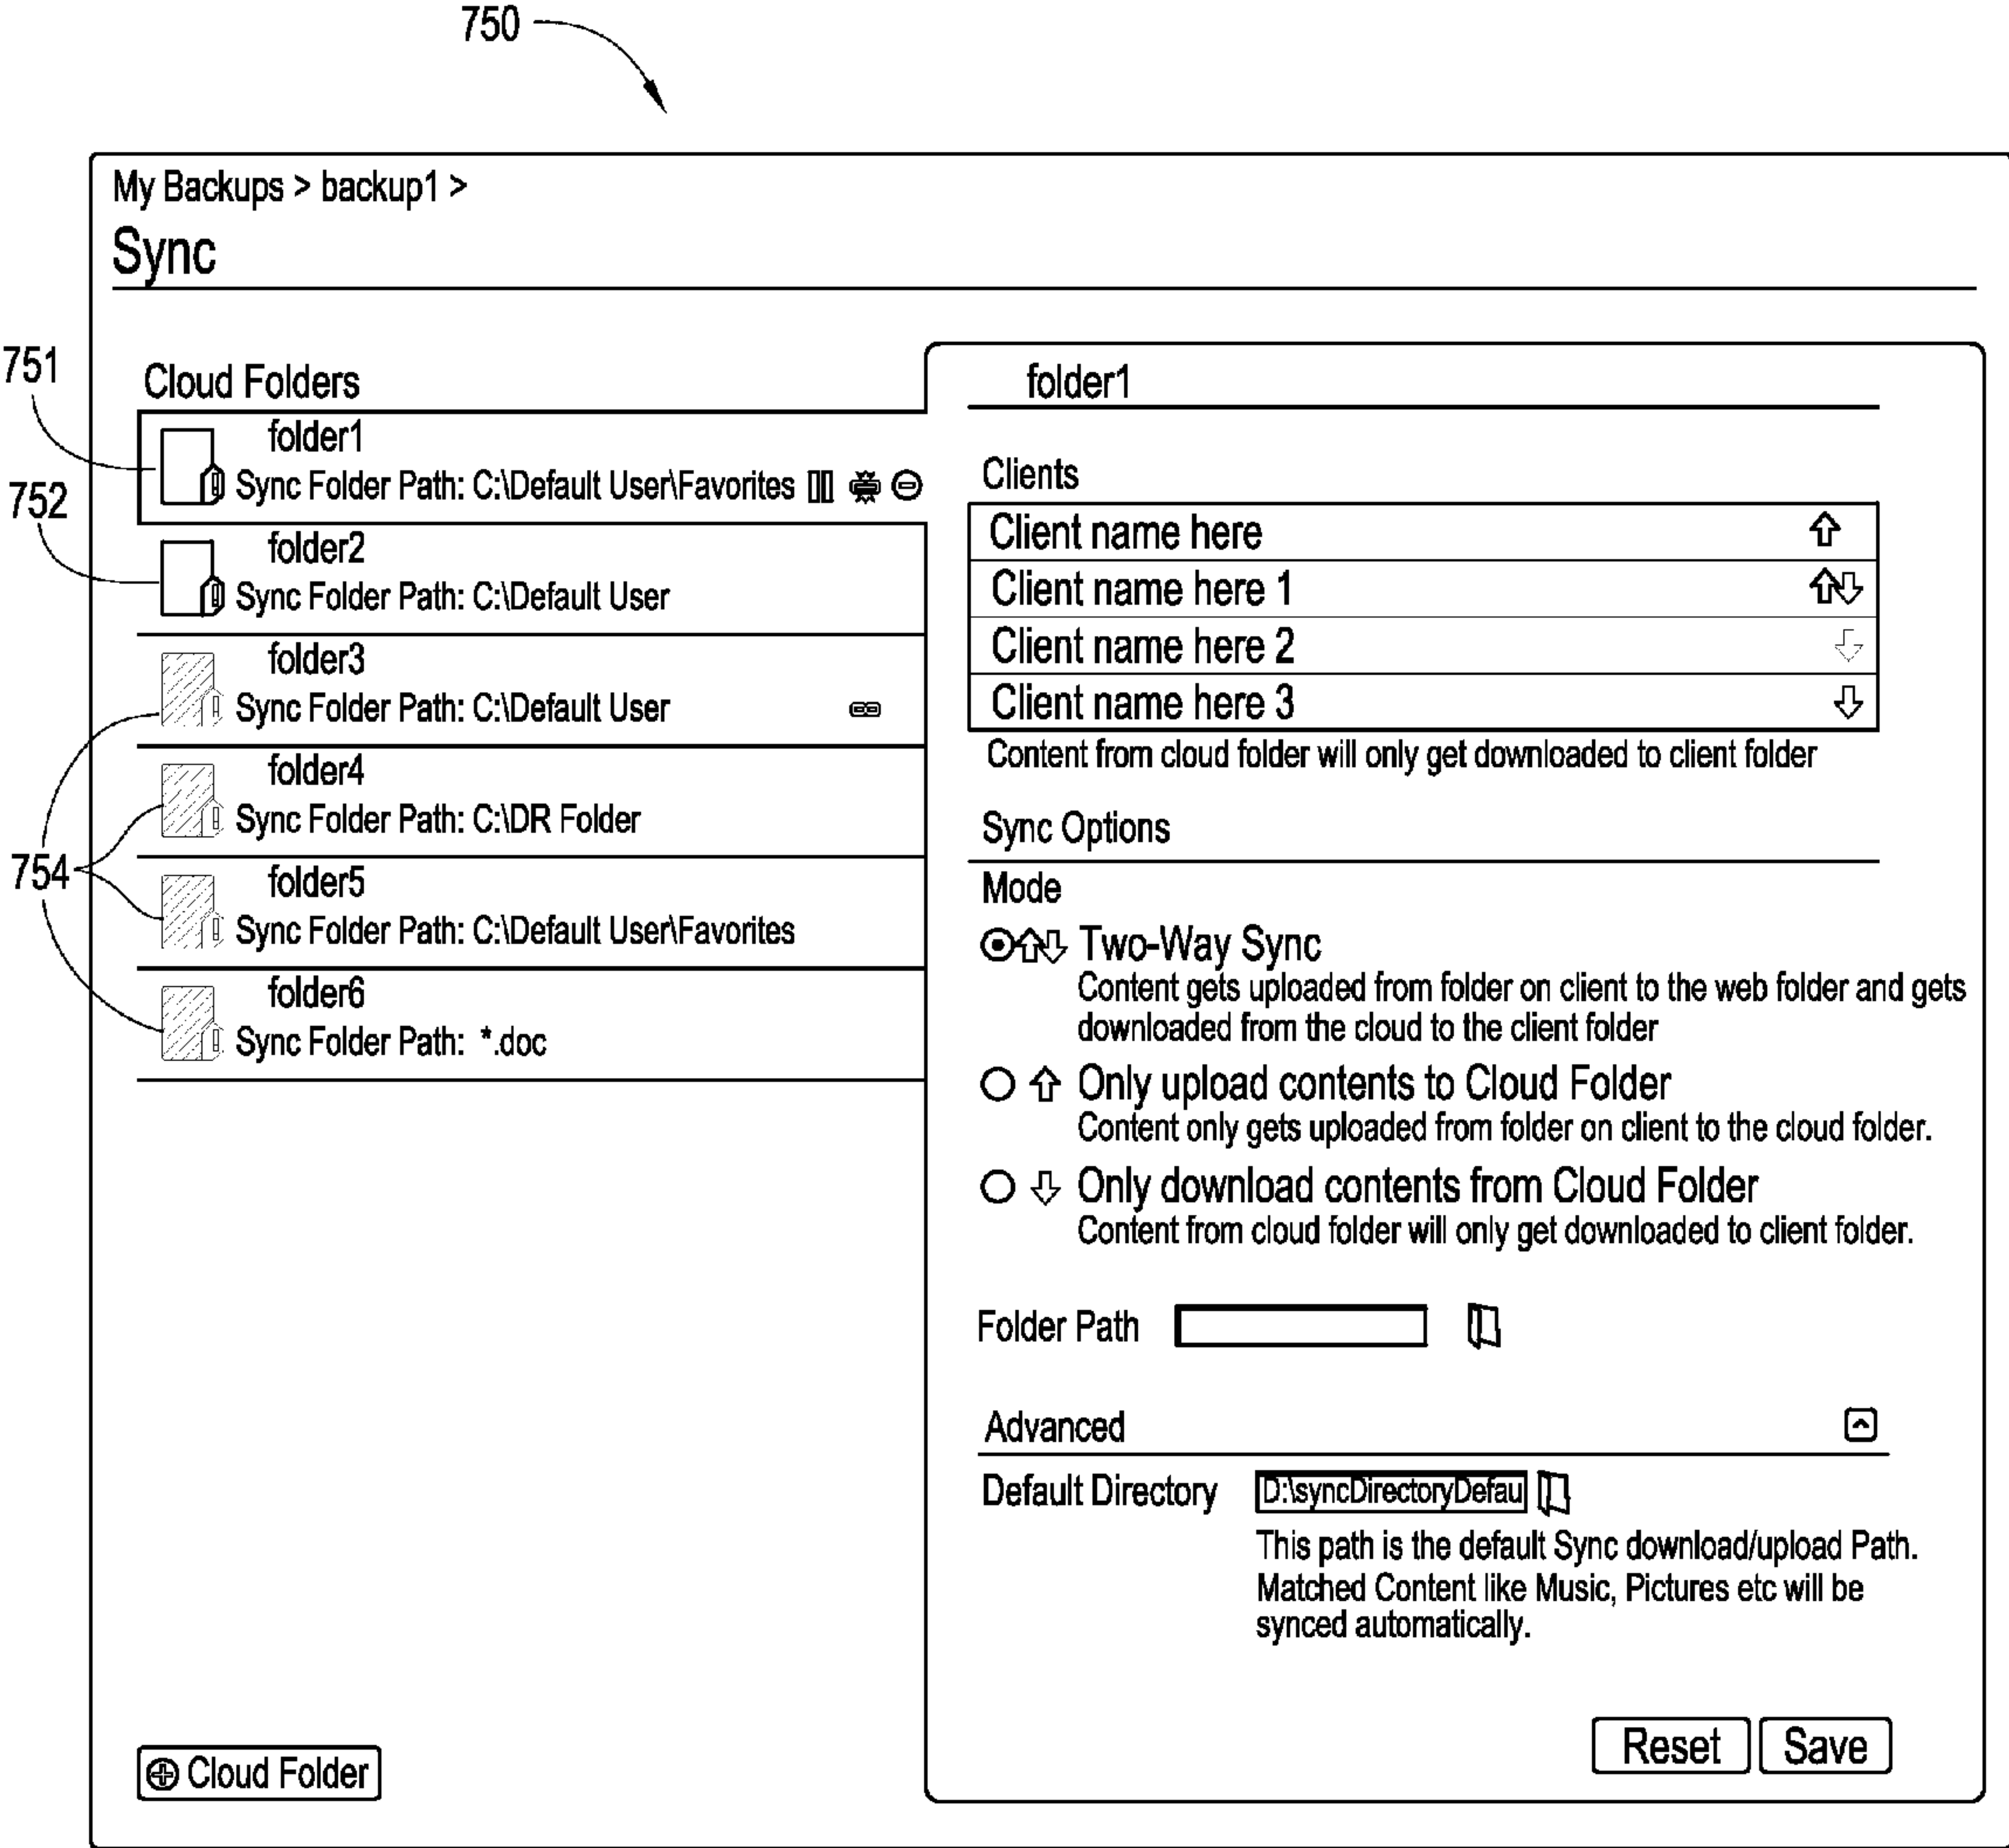 750
My Backups > backup1 >
Sync
751
752
754
Cloud Folders
folder1
Sync Folder Path: C:\Default User\Favorites
folder2
Sync Folder Path: C:\Default User
folder3
Sync Folder Path: C:\Default User
folder4
Sync Folder Path: C:\DR Folder
folder5
Sync Folder Path: C:\Default User\Favorites
folder6
Sync Folder Path: *.doc
Cloud Folder
folder1
Clients
Client name here
Client name here 1
Client name here 2
Client name here 3
Content from cloud folder will only get downloaded to client folder
Sync Options
Mode
Two-Way Sync
Content gets uploaded from folder on client to the web folder and gets
downloaded from the cloud to the client folder
Only upload contents to Cloud Folder
Content only gets uploaded from folder on client to the cloud folder.
Only download contents from Cloud Folder
Content from cloud folder will only get downloaded to client folder.
Folder Path
Advanced
Default Directory D:\syncDirectoryDefau
This path is the default Sync download/upload Path.
Matched Content like Music, Pictures etc will be
synced automatically.
Reset Save